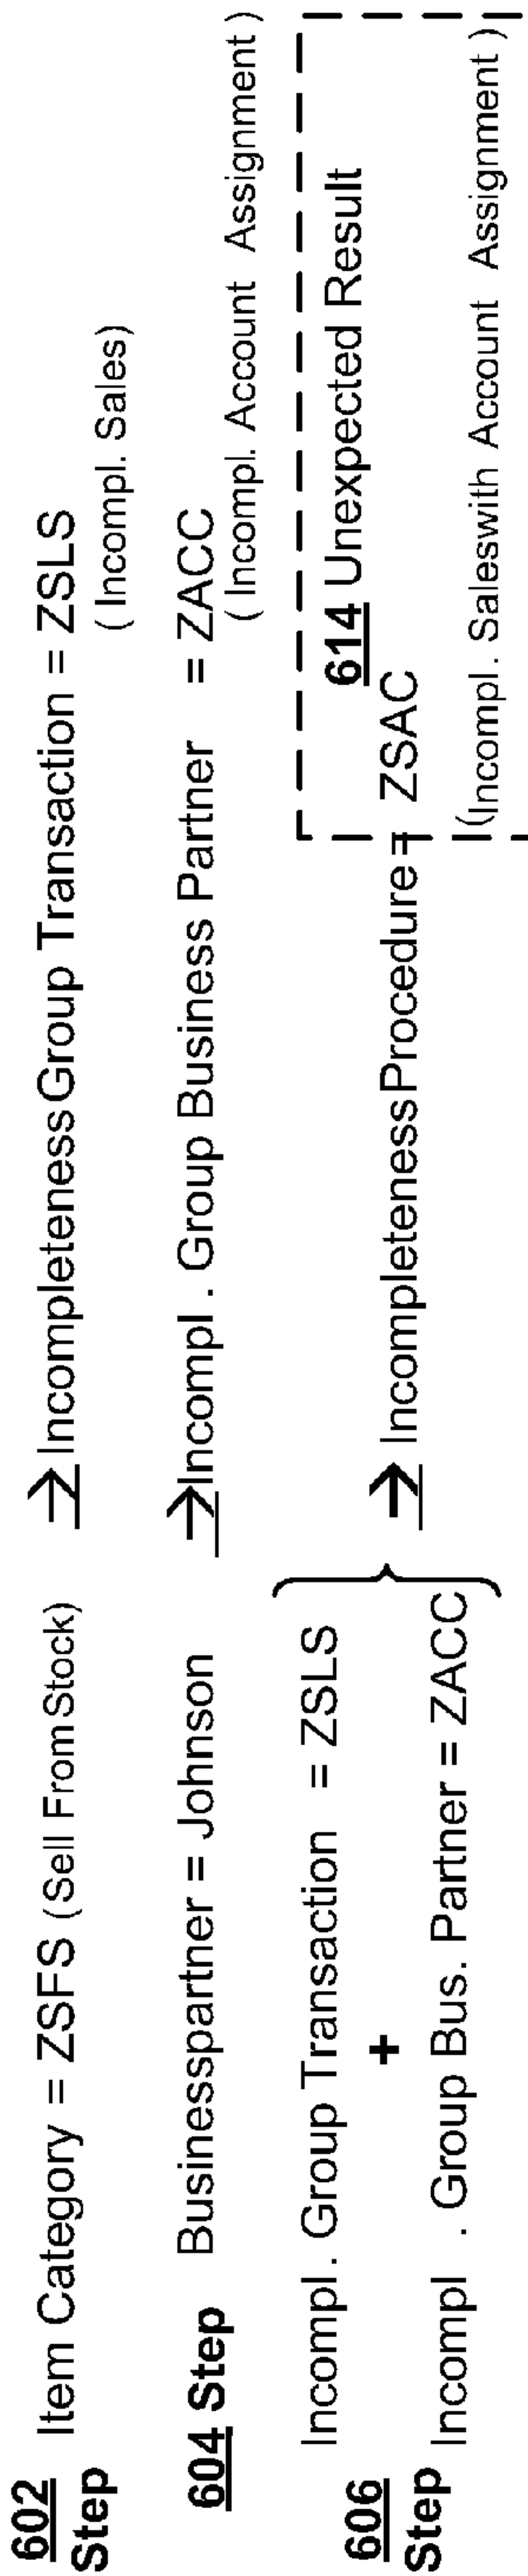 602 Item Category = ZSFS (Sell From Stock) → Incompleteness Group Transaction = ZSLS
Step
(Incompl. Sales)
604 Step Businesspartner = Johnson → Incompl. Group Business Partner = ZACC
(Incompl. Account Assignment)
Incompl. Group Transaction = ZSLS
614 Unexpected Result
606
Step
+
→ IncompletenessProcedure = ZSAC
Incompl. Group Bus. Partner = ZACC
(Incompl. Saleswith Account Assignment)